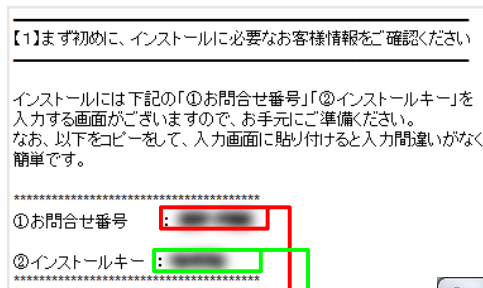 【1】まず初めに、インストールに必要なお客様情報をご確認ください
インストールには下記の「①お問合せ番号」「②インストールキー」を
入力する画面がございますので、お手元にご準備ください。
なお、以下をコピーをして、入力画面に貼り付けると入力間違いがなく
簡単です。
**************************************
①お問合せ番号 :
②インストールキー :
**************************************